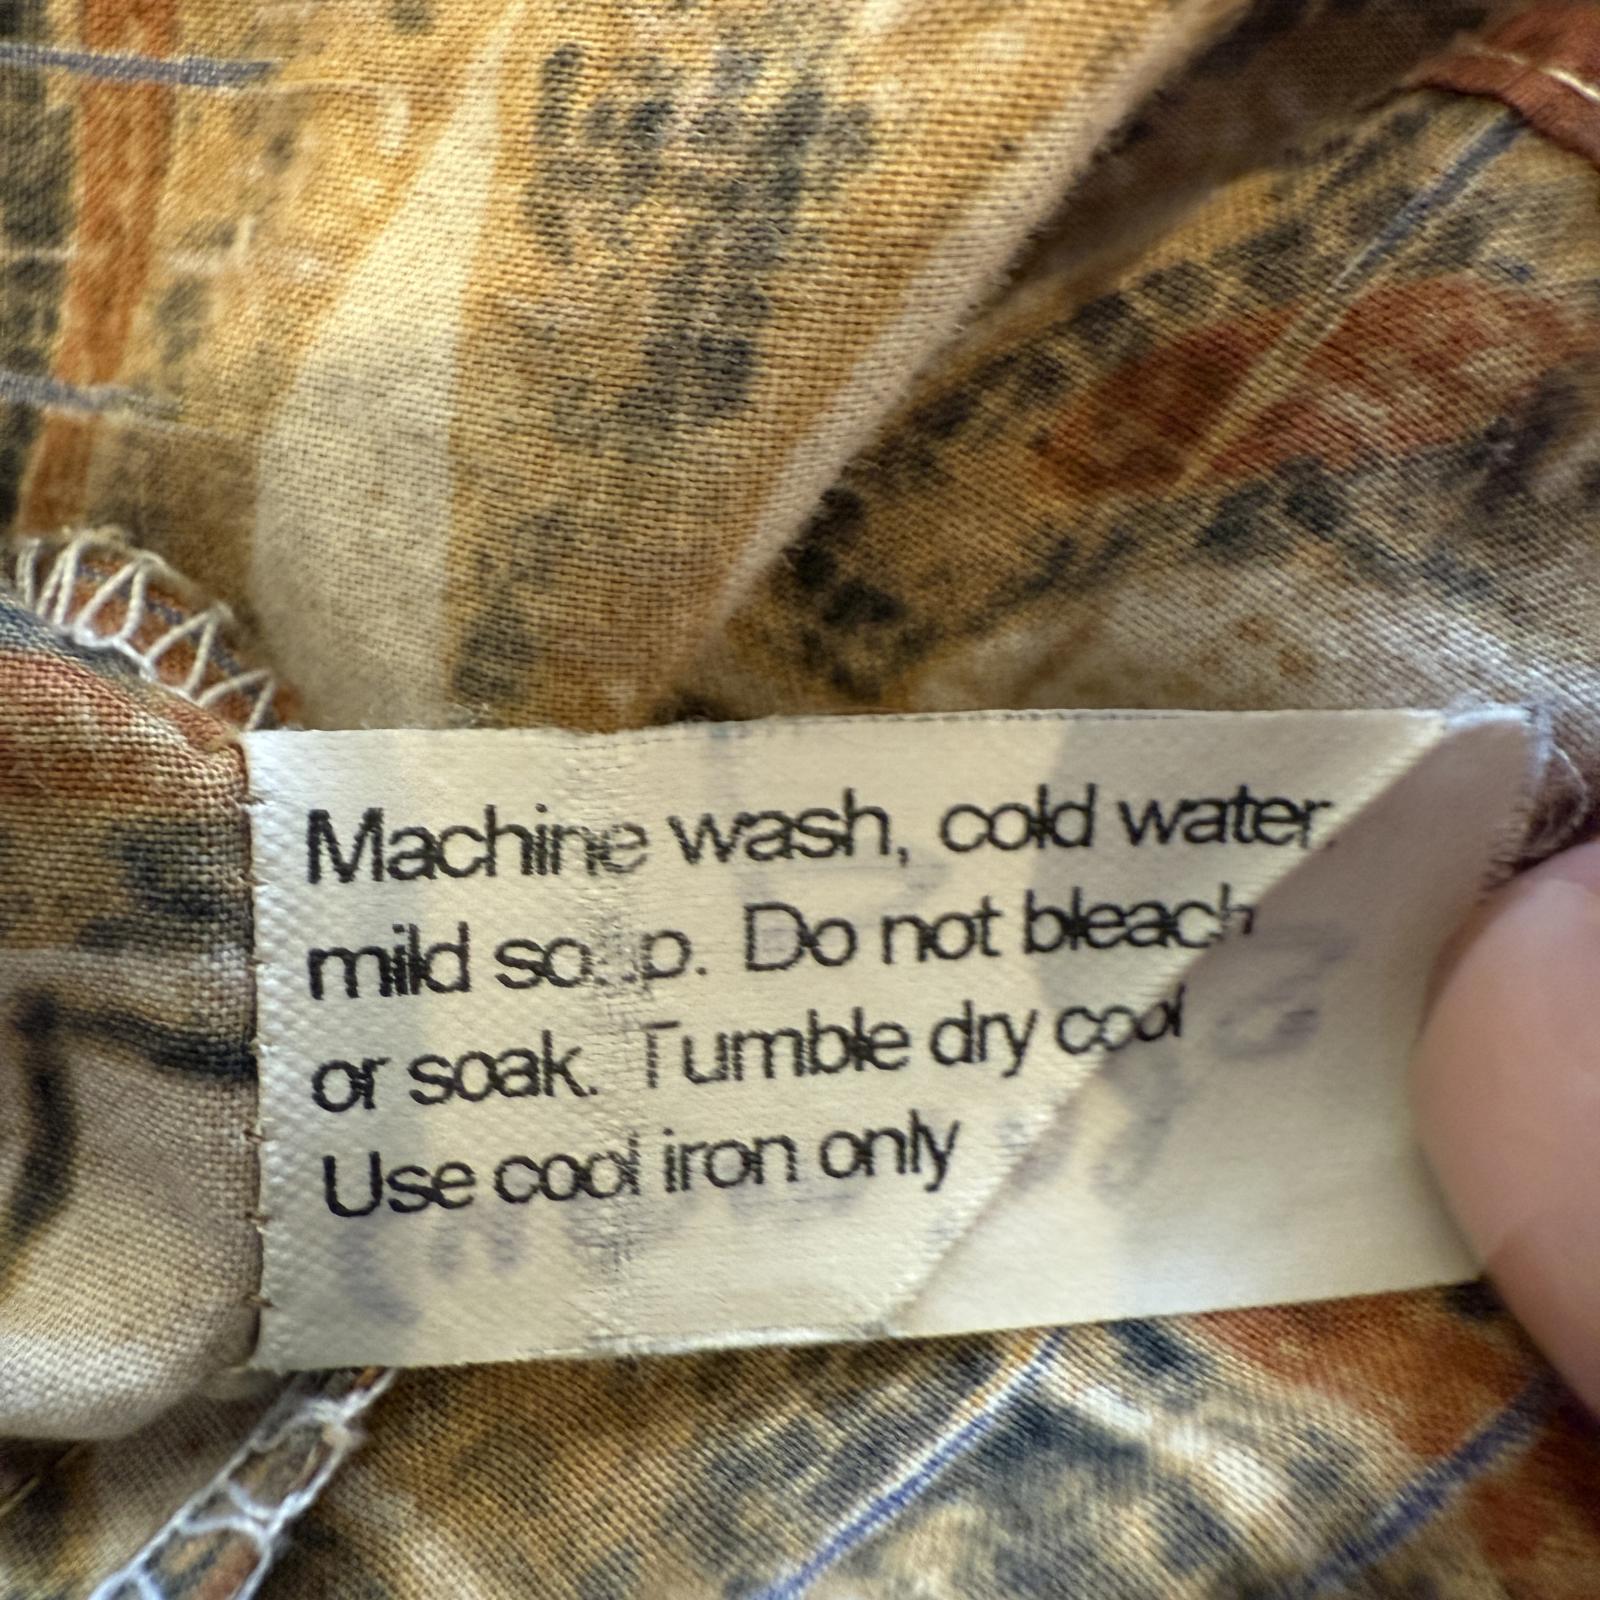 Machine wash, cold water,
mild soap. Do not bleach
or soak. Tumble dry cool
Use cool iron only